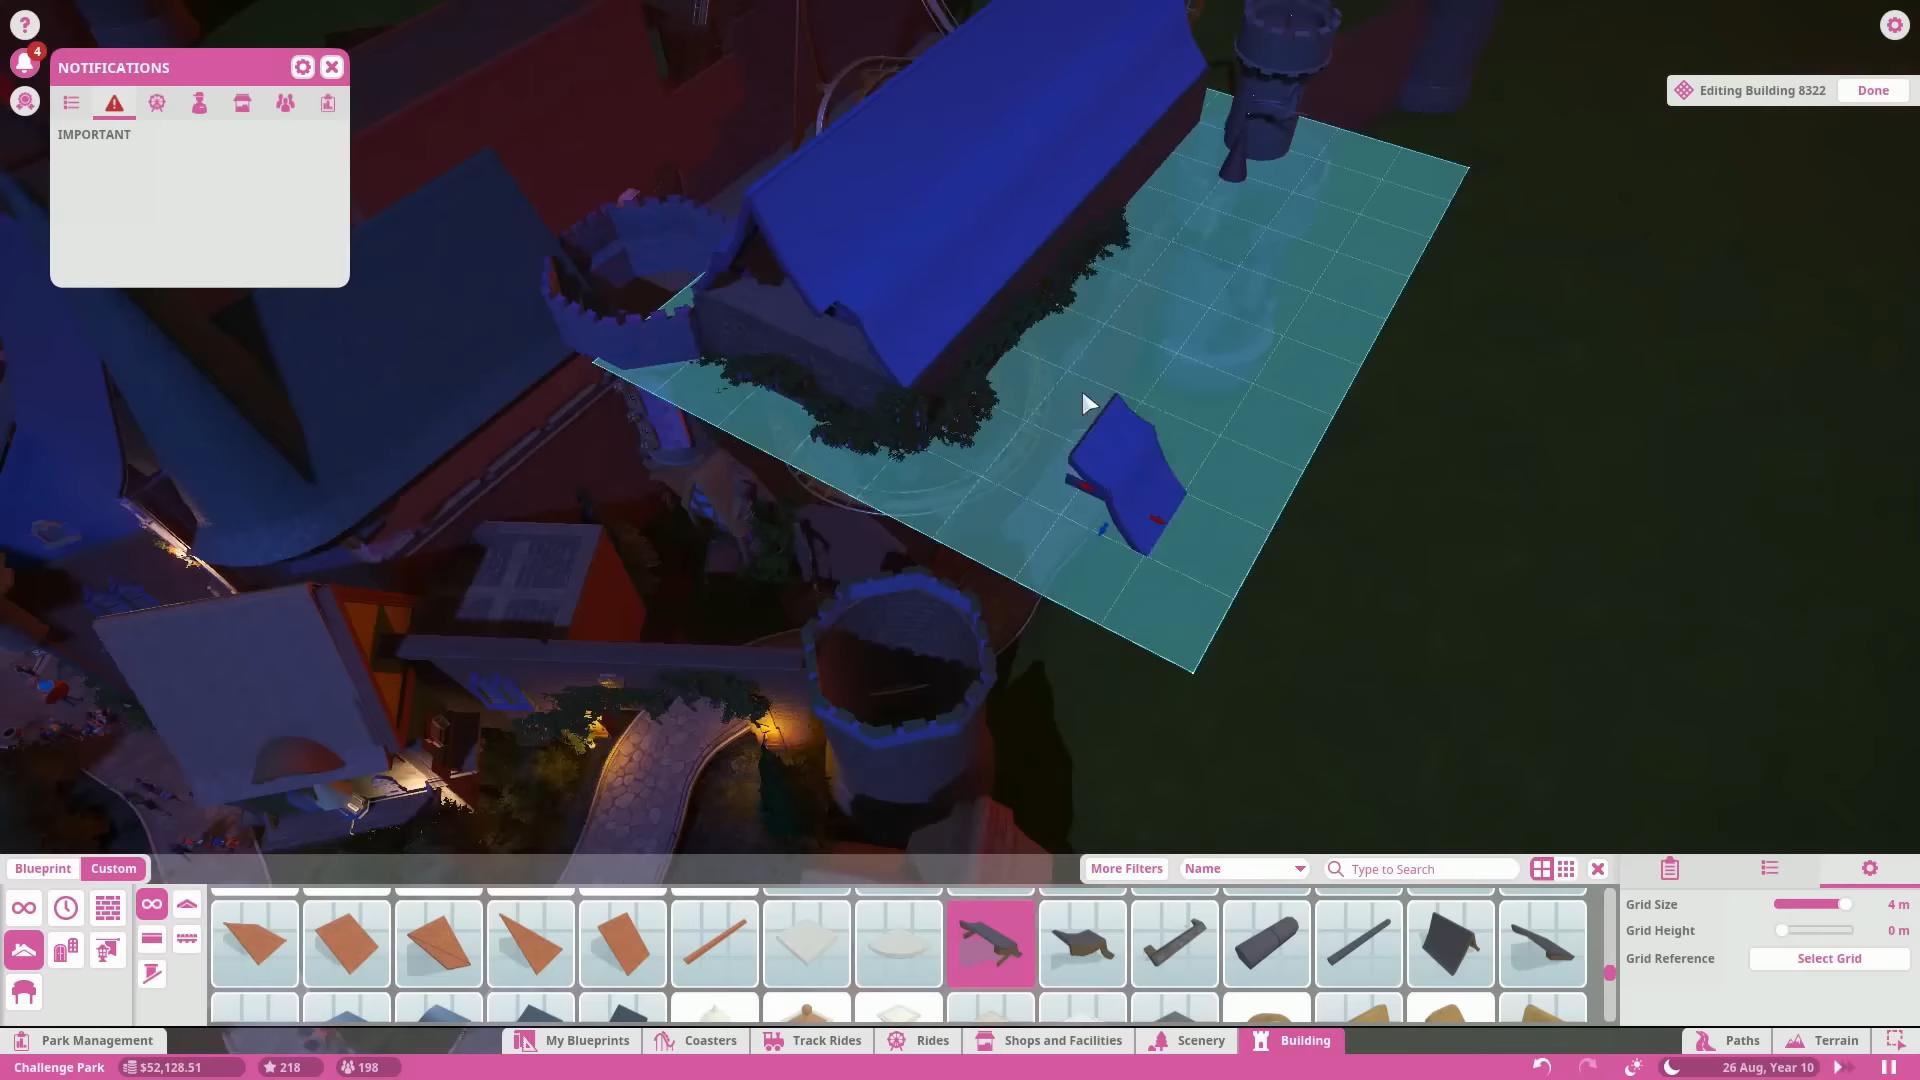 ?
4
NOTIFICATIONS
IMPORTANT
Editing Building 8322 Done
Blueprint Custom
More Filters Name Type to Search
Grid Size 4 m
Grid Height 0 m
Grid Reference Select Grid
Park Management My Blueprints Coasters Track Rides Rides Shops and Facilities Scenery Building Paths Terrain
Challenge Park $52,128.51 218 198 26 Aug, Year 10